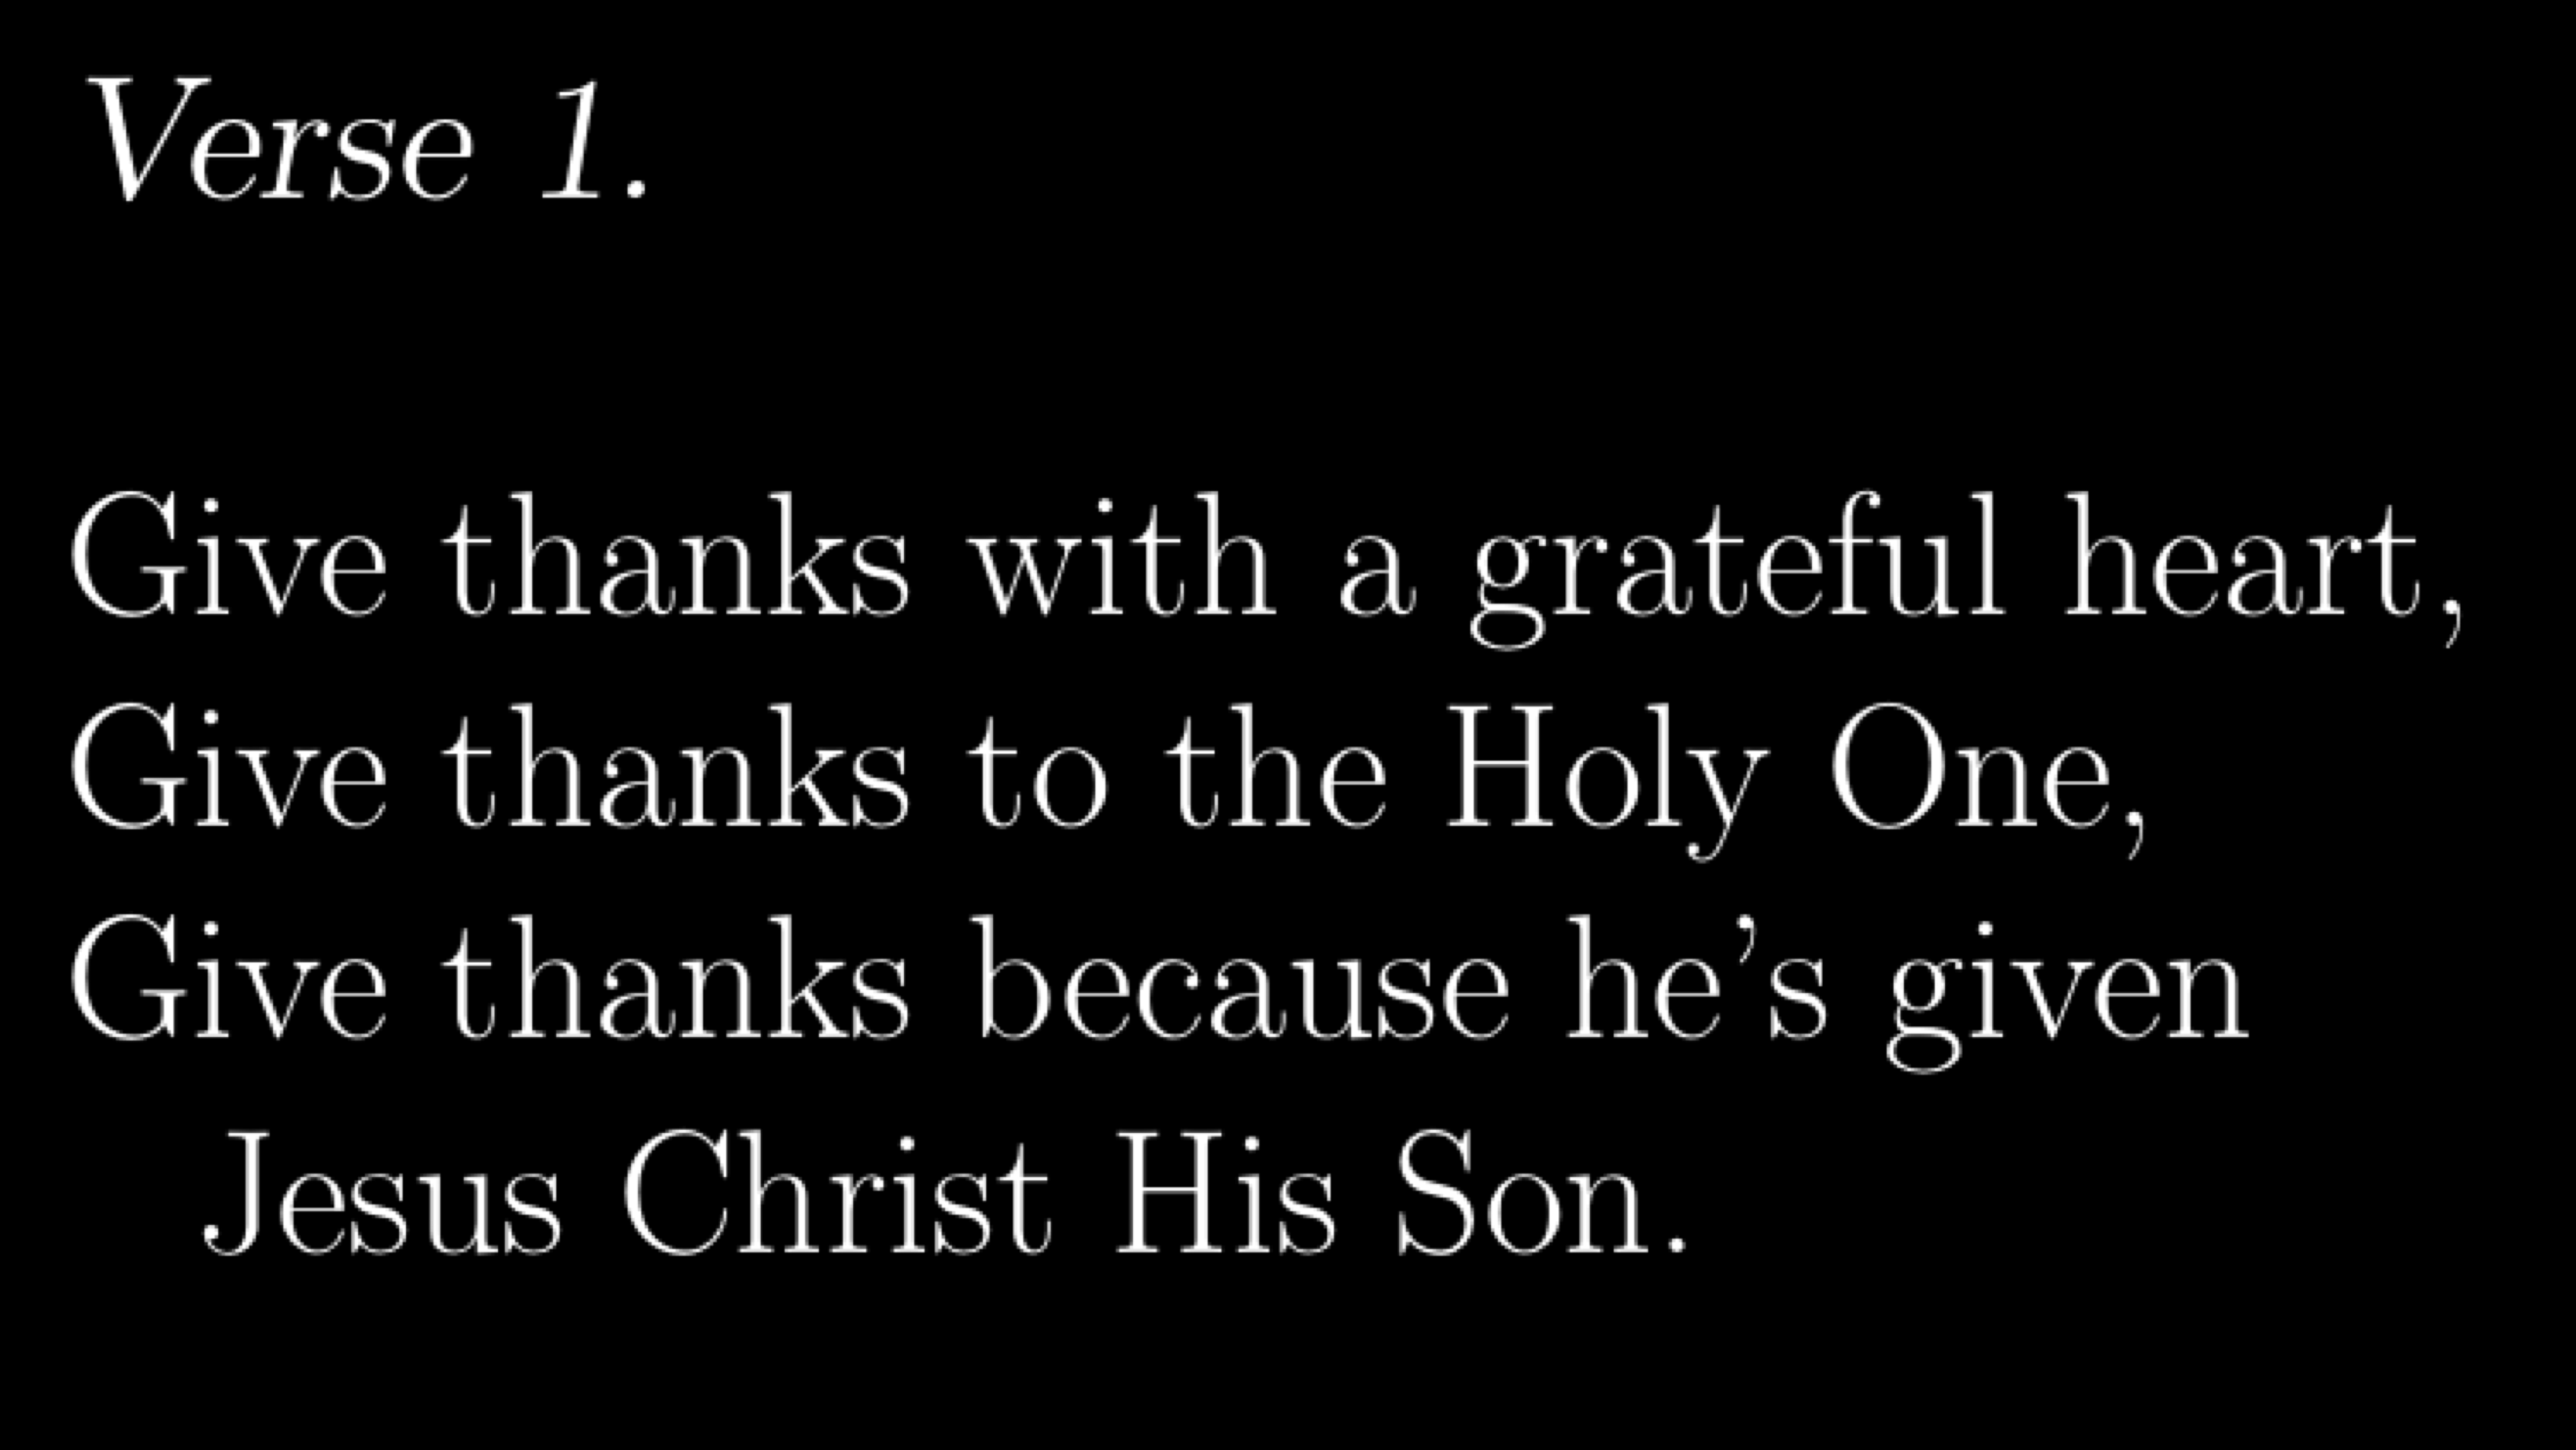 Verse 1.
Give thanks with a grateful heart,
Give thanks to the Holy One,
Give thanks because he’s given
Jesus Christ His Son.